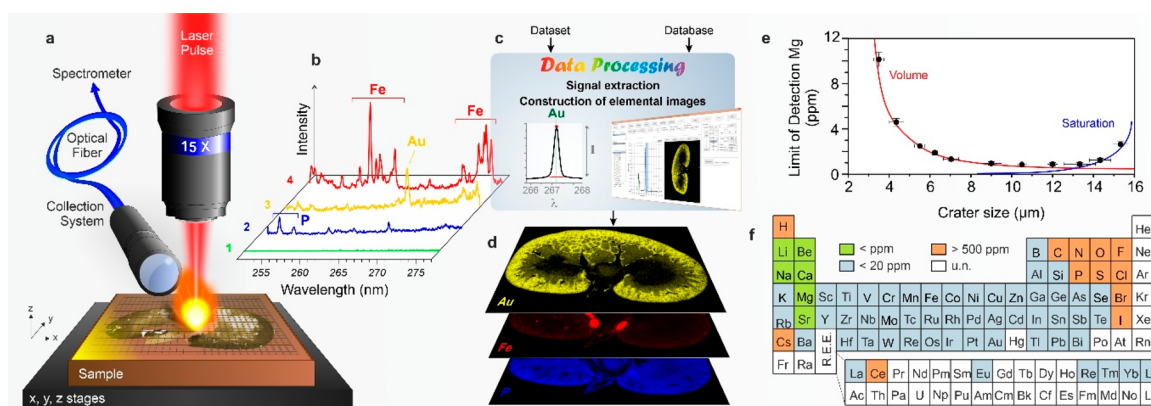 a
Laser
Pulse
Spectrometer
Optical
Fiber
15 X
Collection
System
z
y
x
Sample
x, y, z stages
b
Intensity
Fe
Fe
Au
4
3
P
2
1
255 260 265 270 275
Wavelength (nm)
c
Dataset Database
Data Processing
Signal extraction
Construction of elemental images
Au
I
266 267 268
λ
d
Au
Fe
P
e
Limit of Detection Mg
(ppm)
12
8
4
0
Volume
Saturation
2 4 6 8 10 12 14 16
Crater size (µm)
f
< ppm > 500 ppm
< 20 ppm u.n.
H He
Li Be B C N O F Ne
Na Ca Al Si P S Cl Ar
K Mg Sc Ti V Cr Mn Fe Co Ni Cu Zn Ga Ge As Se Br Kr
Rb Sr Y Zr Nb Mo Tc Ru Rh Pd Ag Cd In Sn Sb Te I Xe
Cs Ba R.E.E. Hf Ta W Re Os Ir Pt Au Hg Tl Pb Bi Po At Rn
Fr Ra
La Ce Pr Nd Pm Sm Eu Gd Tb Dy Ho Re Tm Yb L
Ac Th Pa U Np Pu Am Cm Bk Cf Es Fm Md No L